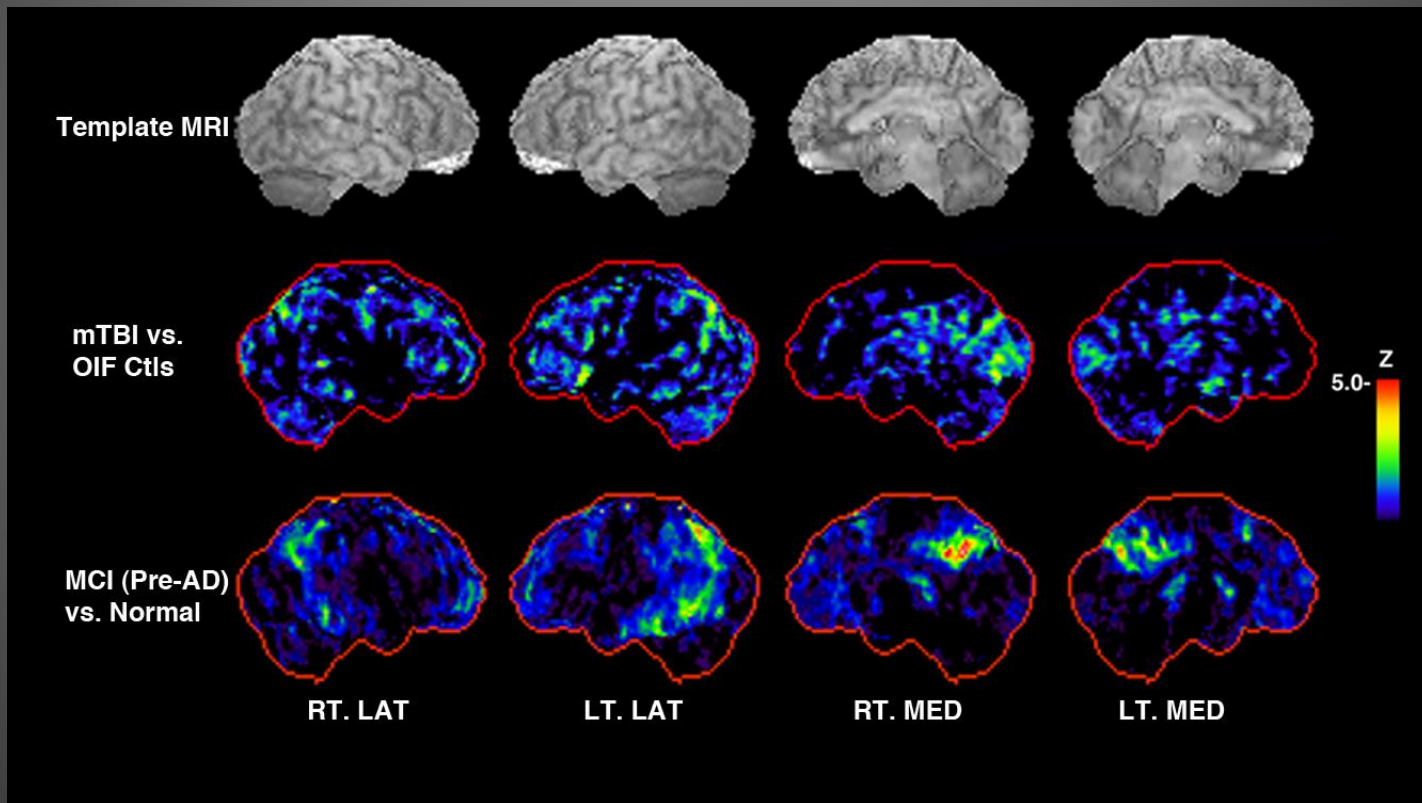 Template MRI
mTBI vs.
OIF Ctls
Z
5.0-
MCI (Pre-AD)
vs. Normal
RT. LAT
LT. LAT
RT. MED
LT. MED